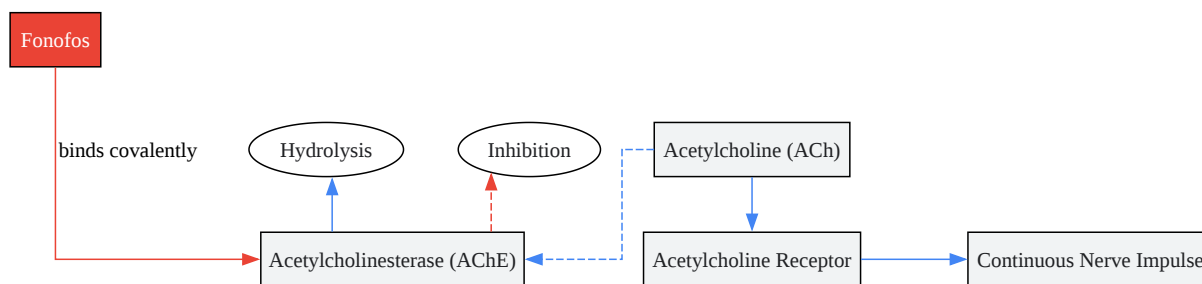 Fonofos
binds covalently
Hydrolysis
Inhibition
Acetylcholine (ACh)
Acetylcholinesterase (AChE)
Acetylcholine Receptor
Continuous Nerve Impulse